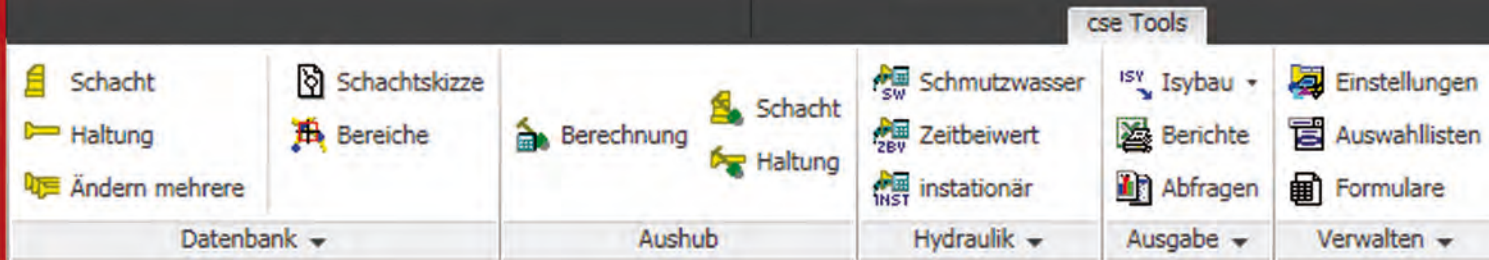 cse Tools
Schacht
Haltung
Ändern mehrere
Schachtskizze
Bereiche
Datenbank
Berechnung
Schacht
Haltung
Aushub
SW Schmutzwasser
ZBV Zeitbeiwert
INST instationär
Hydraulik
ISY Isybau
Berichte
Abfragen
Ausgabe
Einstellungen
Auswahllisten
Formulare
Verwalten